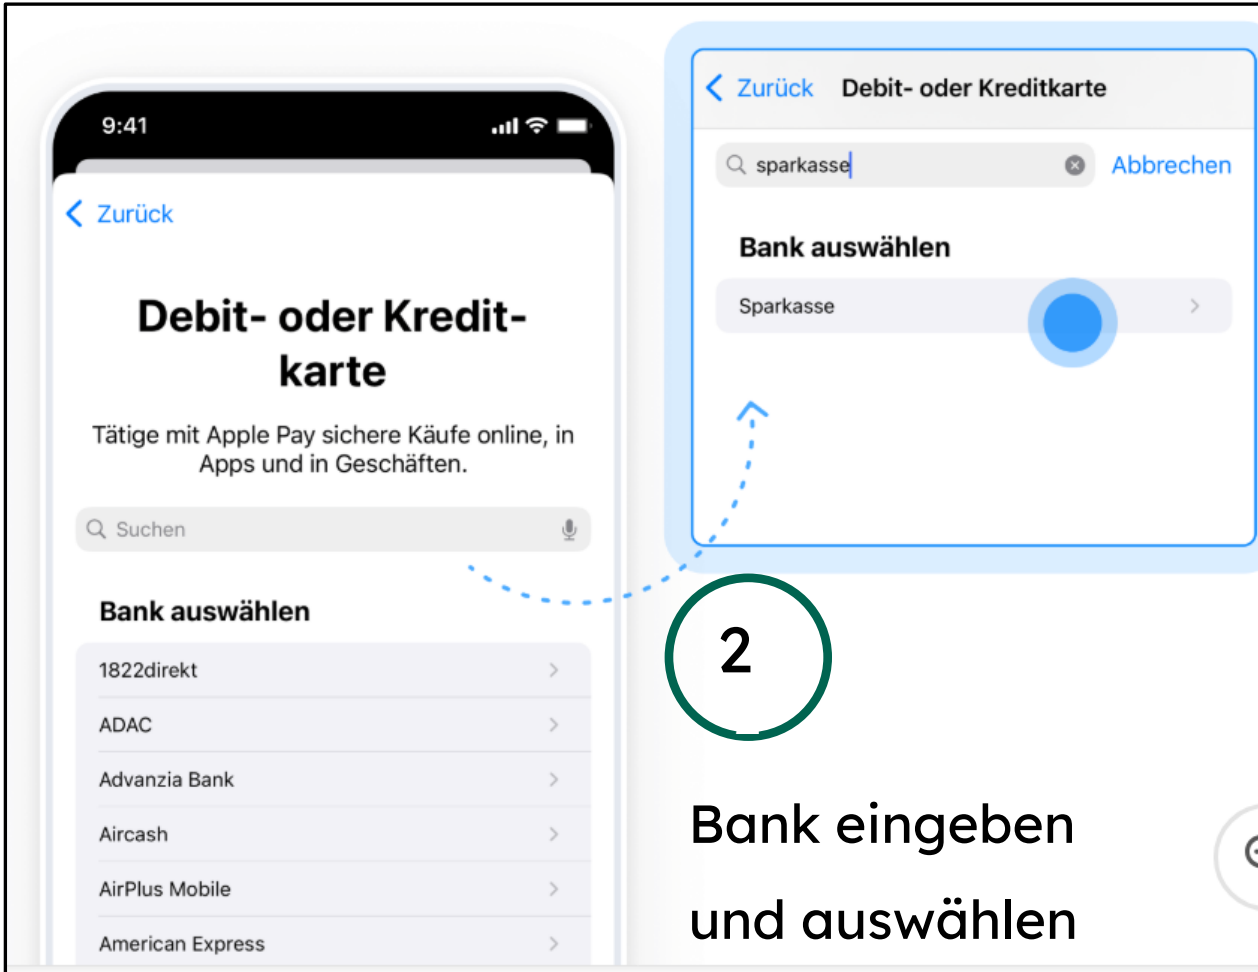 9:41
Zurück
Debit- oder Kredit-
karte
Tätige mit Apple Pay sichere Käufe online, in
Apps und in Geschäften.
Suchen
Bank auswählen
1822direkt
ADAC
Advanzia Bank
Aircash
AirPlus Mobile
American Express
Zurück Debit- oder Kreditkarte
sparkasse Abbrechen
Bank auswählen
Sparkasse
2
Bank eingeben
und auswählen